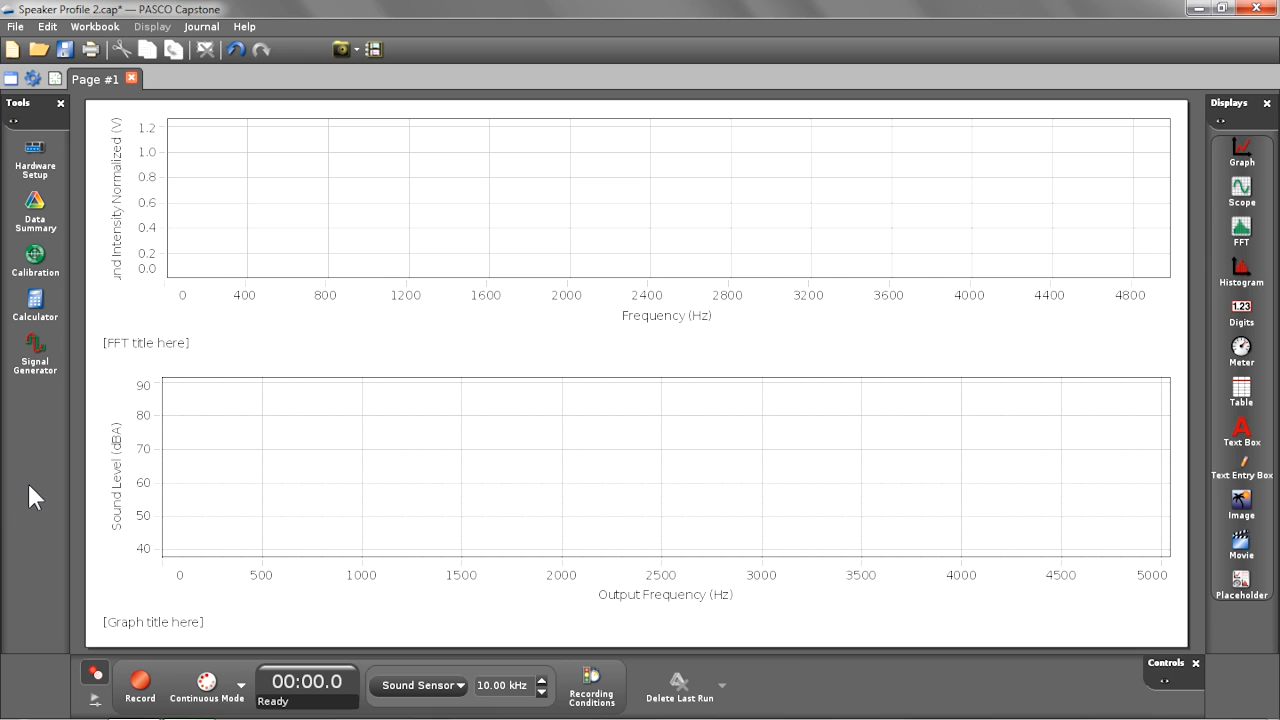 Speaker Profile 2.cap* — PASCO Capstone
File Edit Workbook Display Journal Help
Page #1
Tools
Hardware
Setup
Data
Summary
Calibration
Calculator
Signal
Generator
und Intensity Normalized (V)
1.2
1.0
0.8
0.6
0.4
0.2
0.0
0 400 800 1200 1600 2000 2400 2800 3200 3600 4000 4400 4800
Frequency (Hz)
[FFT title here]
Sound Level (dBA)
90
80
70
60
50
40
0 500 1000 1500 2000 2500 3000 3500 4000 4500 5000
Output Frequency (Hz)
[Graph title here]
Displays
Graph
Scope
FFT
Histogram
1.23
Digits
Meter
Table
A
Text Box
Text Entry Box
Image
Movie
Placeholder
Record
Continuous Mode
00:00.0
Ready
Sound Sensor
10.00 kHz
Recording
Conditions
Delete Last Run
Controls